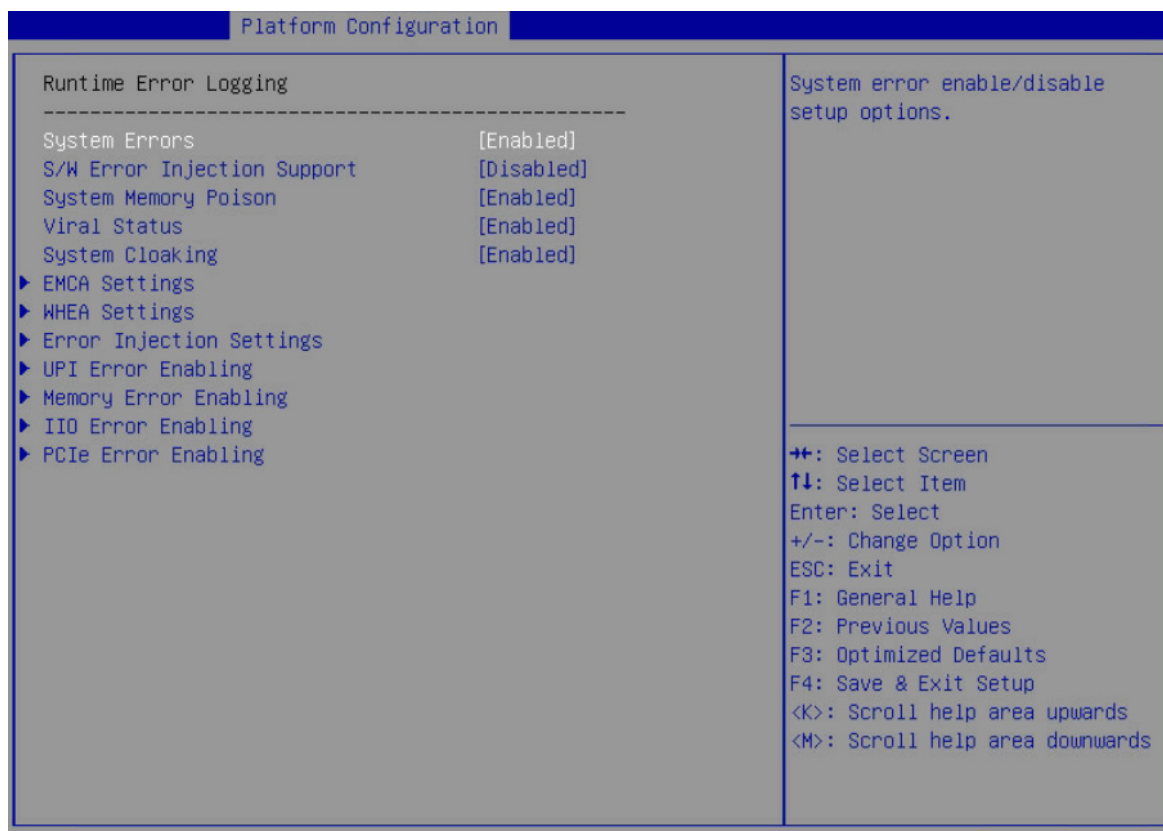 Platform Configuration
Runtime Error Logging
--------------------------------------------------
System Errors [Enabled]
S/W Error Injection Support [Disabled]
System Memory Poison [Enabled]
Viral Status [Enabled]
System Cloaking [Enabled]
EMCA Settings
WHEA Settings
Error Injection Settings
UPI Error Enabling
Memory Error Enabling
IIO Error Enabling
PCIe Error Enabling
System error enable/disable
setup options.
→←: Select Screen
↑↓: Select Item
Enter: Select
+/-: Change Option
ESC: Exit
F1: General Help
F2: Previous Values
F3: Optimized Defaults
F4: Save & Exit Setup
<K>: Scroll help area upwards
<M>: Scroll help area downwards